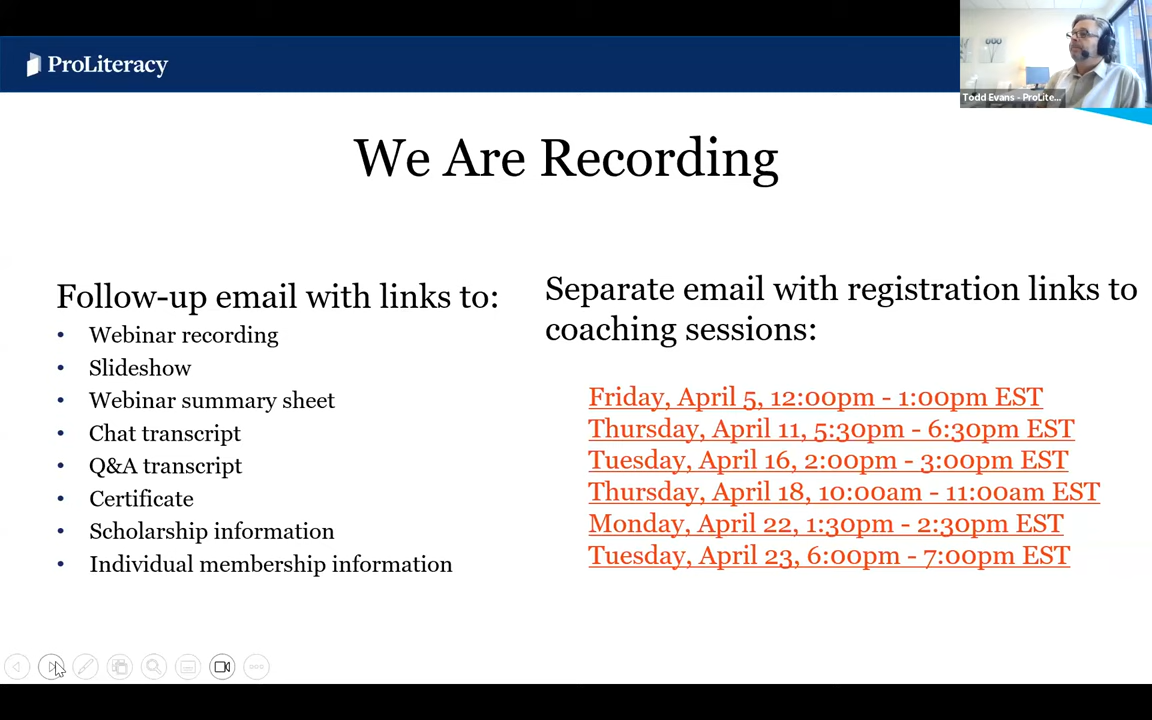 ProLiteracy
Todd Evans - ProLite...
We Are Recording
Follow-up email with links to:
• Webinar recording
• Slideshow
• Webinar summary sheet
• Chat transcript
• Q&A transcript
• Certificate
• Scholarship information
• Individual membership information
Separate email with registration links to
coaching sessions:
Friday, April 5, 12:00pm - 1:00pm EST
Thursday, April 11, 5:30pm - 6:30pm EST
Tuesday, April 16, 2:00pm - 3:00pm EST
Thursday, April 18, 10:00am - 11:00am EST
Monday, April 22, 1:30pm - 2:30pm EST
Tuesday, April 23, 6:00pm - 7:00pm EST